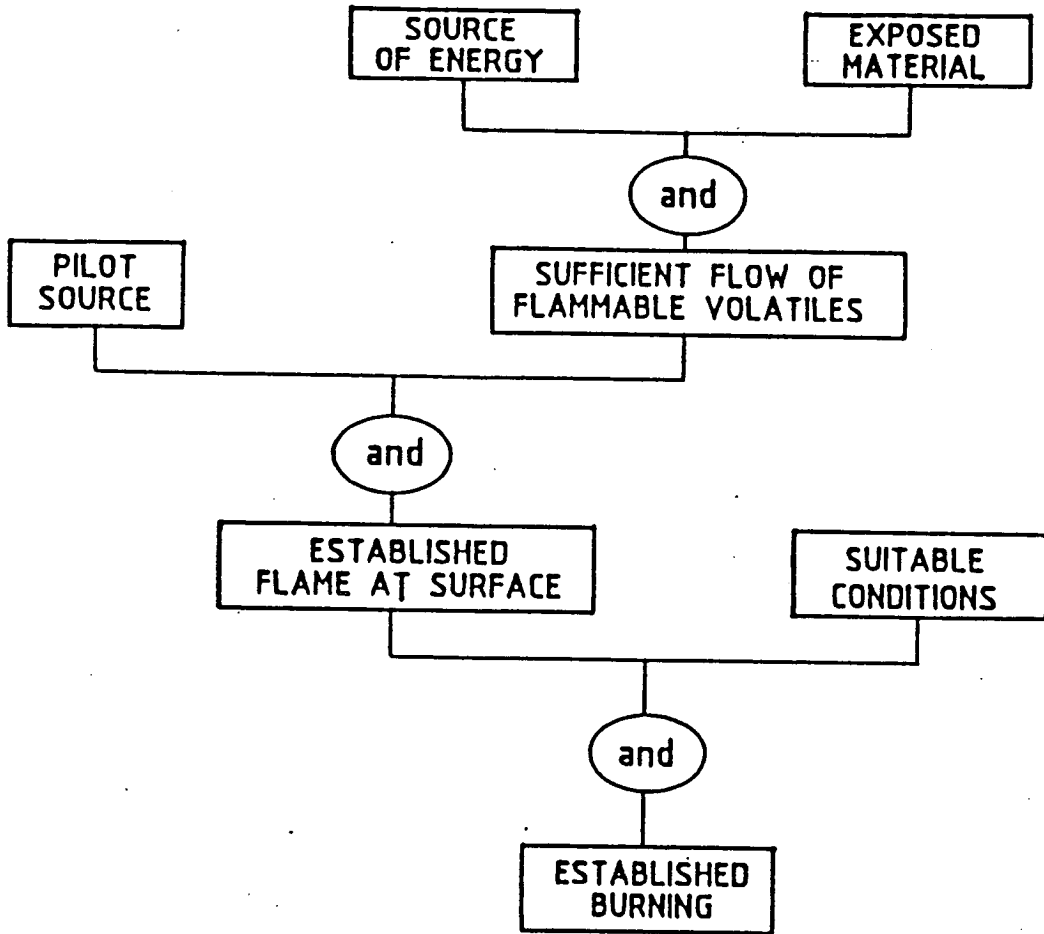 SOURCE
OF ENERGY
EXPOSED
MATERIAL
and
PILOT
SOURCE
SUFFICIENT FLOW OF
FLAMMABLE VOLATILES
and
ESTABLISHED
FLAME AT SURFACE
SUITABLE
CONDITIONS
and
ESTABLISHED
BURNING